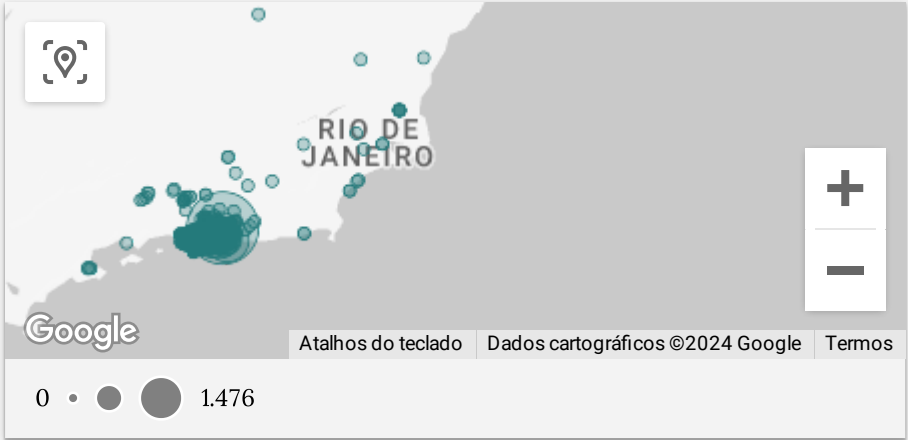 RIO DE
JANEIRO
Google
Atalhos do teclado
Dados cartográficos ©2024 Google
Termos
0
1.476